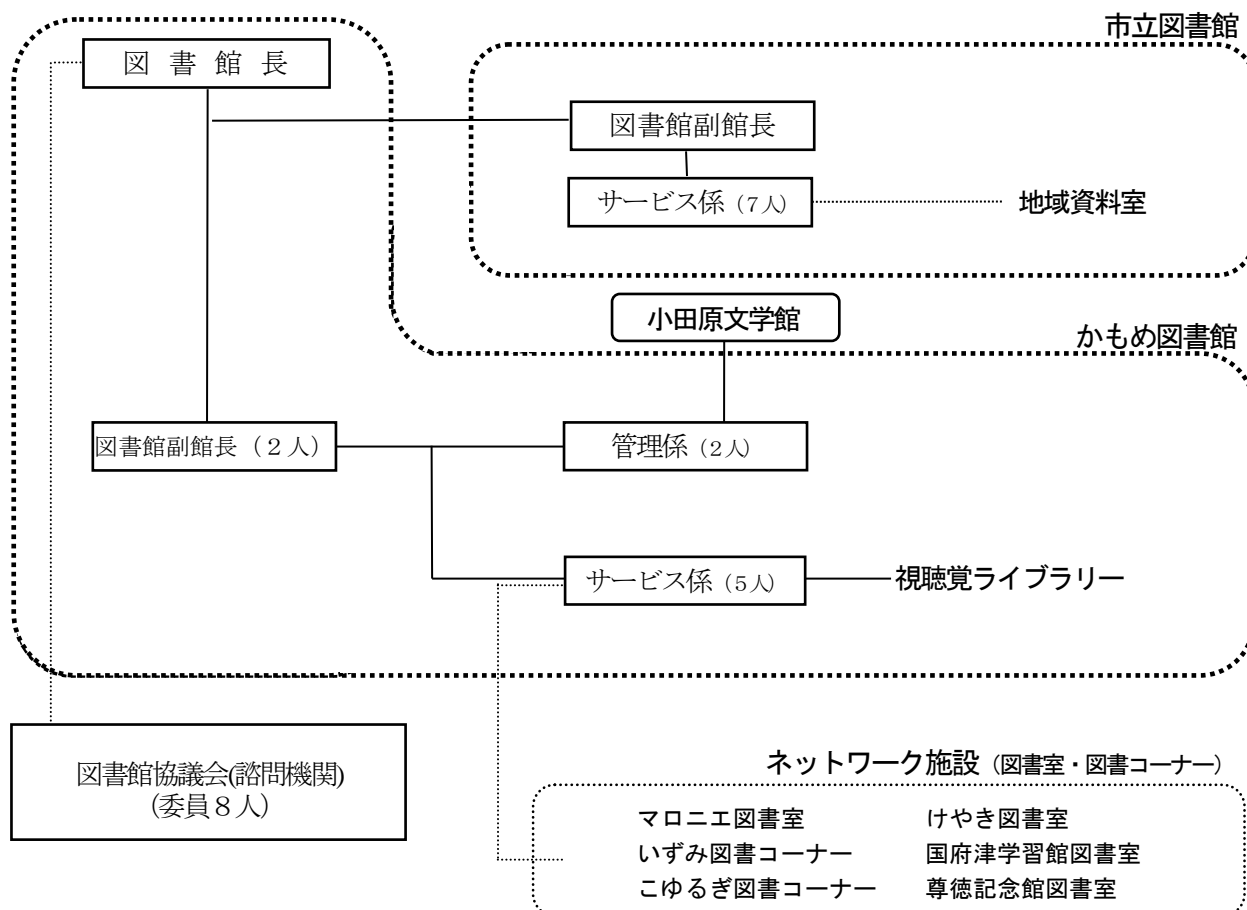 市立図書館
図 書 館 長
図書館副館長
サービス係（7人）
地域資料室
小田原文学館
かもめ図書館
図書館副館長（２人）
管理係（2人）
サービス係（5人）
視聴覚ライブラリー
図書館協議会(諮問機関)
（委員８人）
ネットワーク施設（図書室・図書コーナー）
マロニエ図書室
けやき図書室
いずみ図書コーナー
国府津学習館図書室
こゆるぎ図書コーナー
尊徳記念館図書室